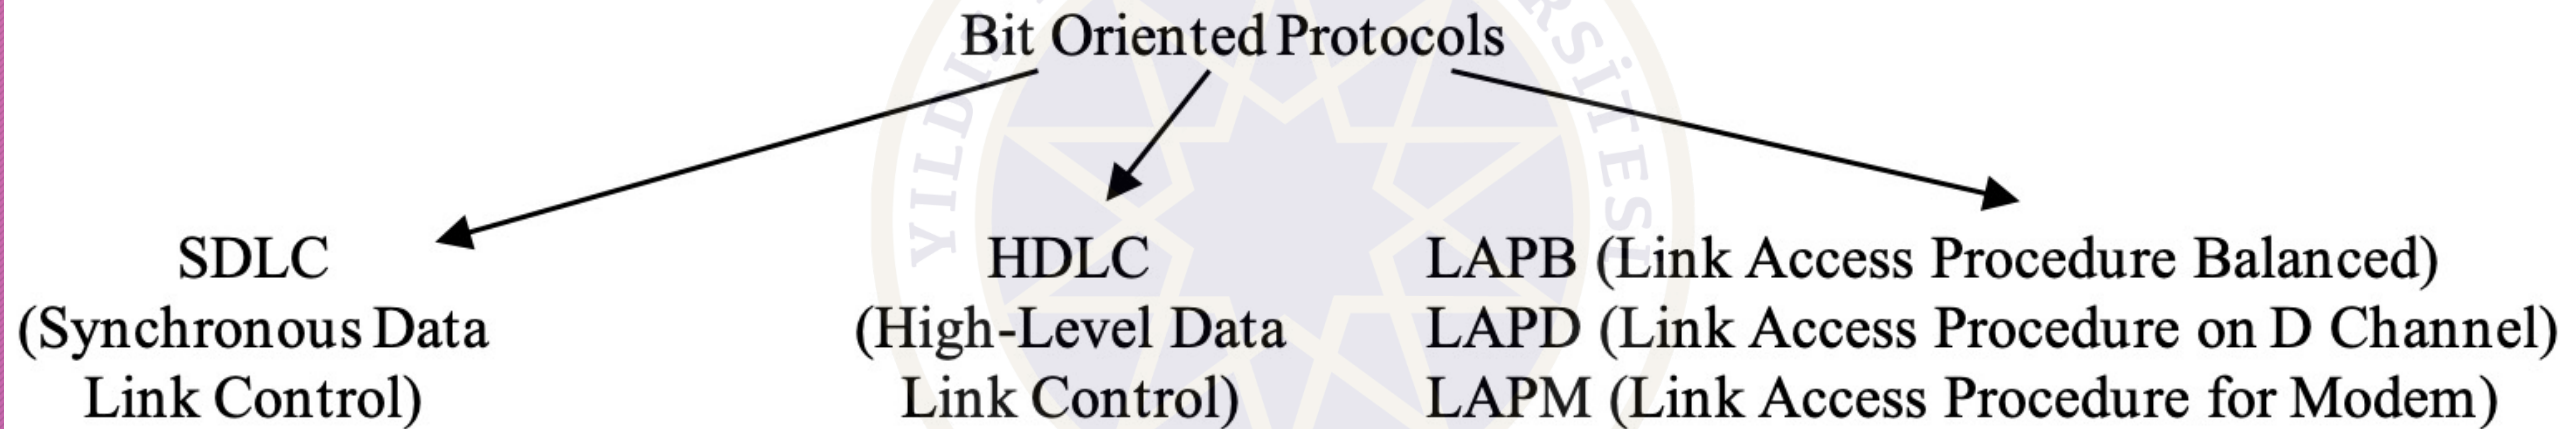 Bit Oriented Protocols
SDLC
(Synchronous Data
Link Control)
HDLC
(High-Level Data
Link Control)
LAPB (Link Access Procedure Balanced)
LAPD (Link Access Procedure on D Channel)
LAPM (Link Access Procedure for Modem)